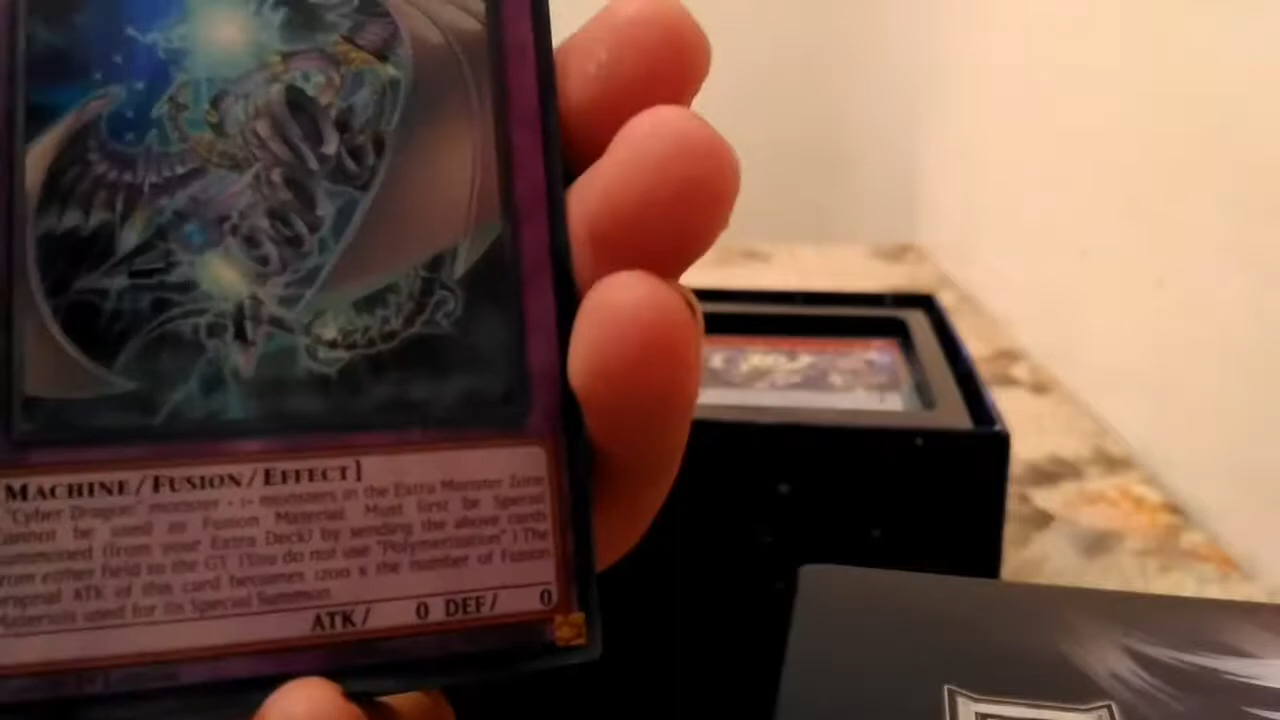 MACHINE/FUSION/EFFECT]
"Cyber Dragon" monster + 1+ monsters in the Extra Monster Zone
Cannot be used as Fusion Material. Must first be Special
ummoned (from your Extra Deck) by sending the above cards
rom either field to the GY. (You do not use "Polymerization".) The
original ATK of this card becomes 1200 x the number of Fusion
Materials used for its Special Summon.
ATK/ 0 DEF/ 0